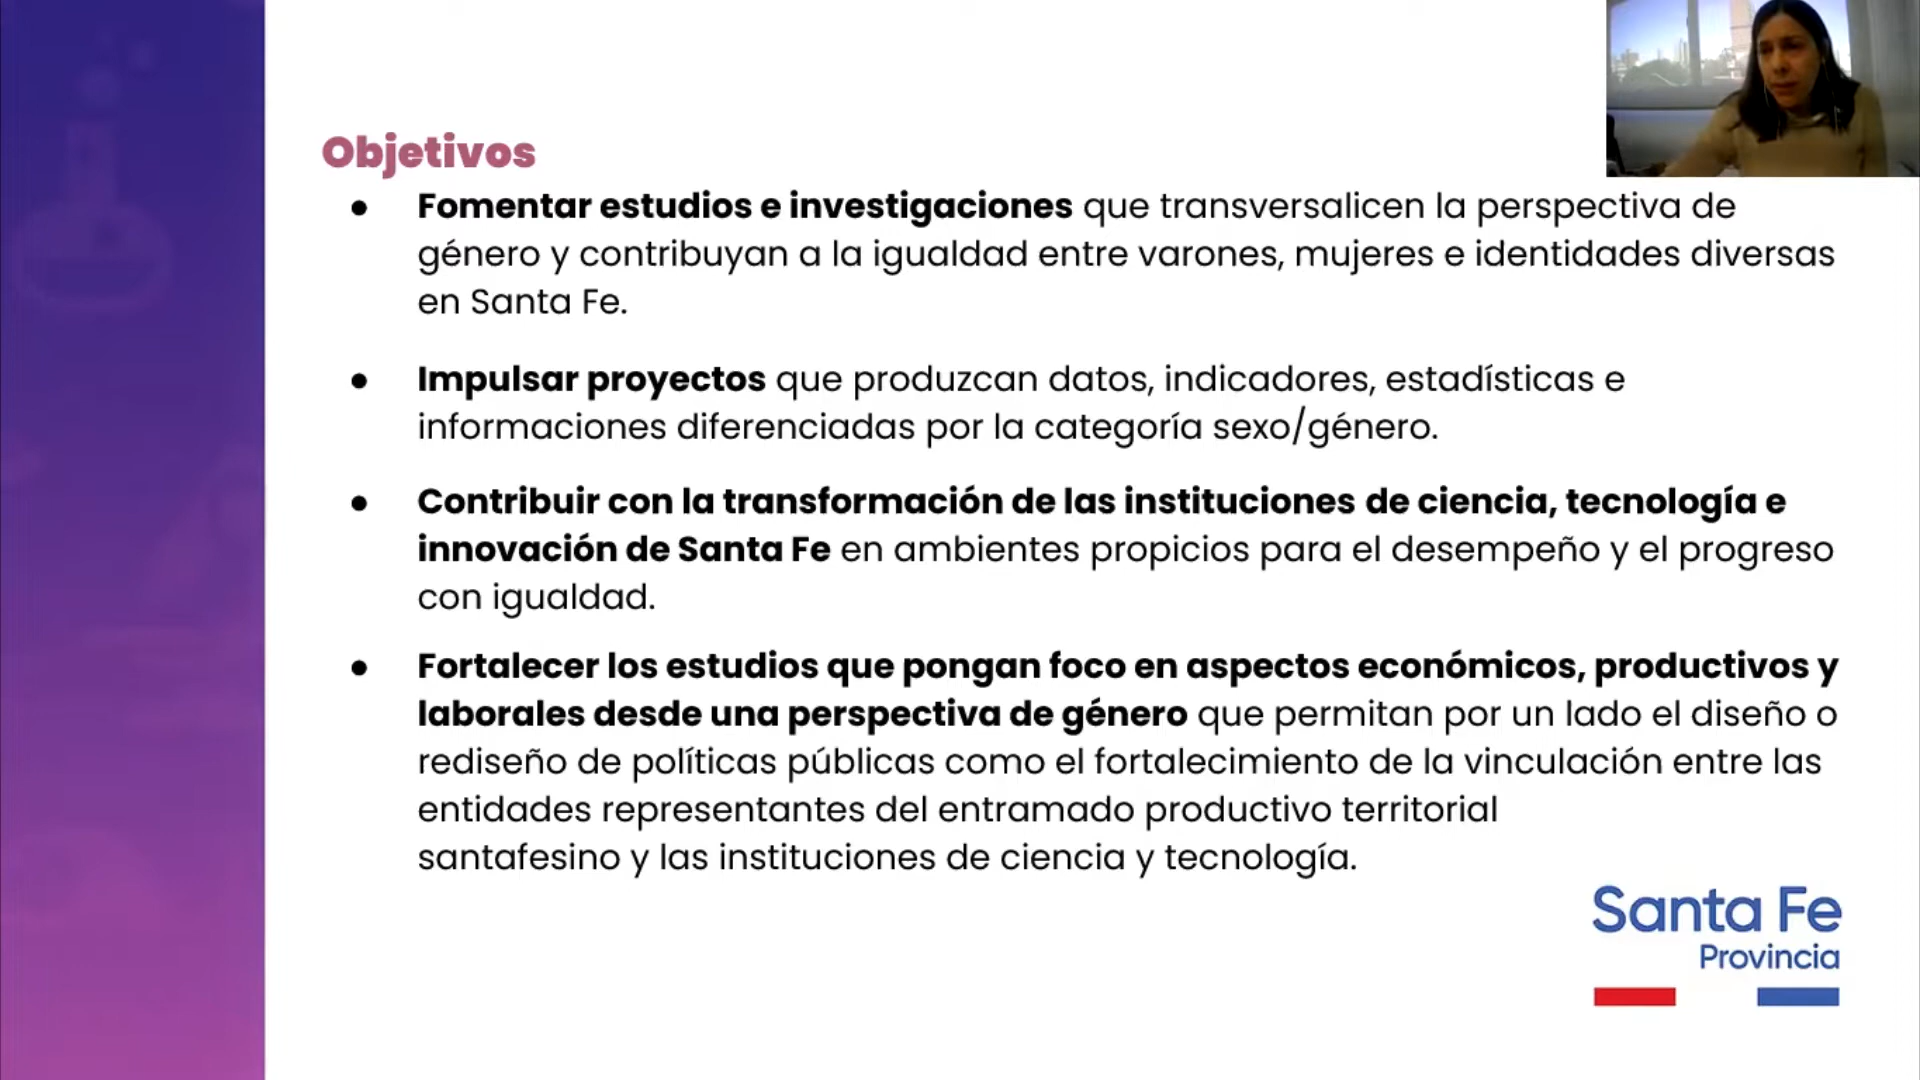 Objetivos
● Fomentar estudios e investigaciones que transversalicen la perspectiva de
género y contribuyan a la igualdad entre varones, mujeres e identidades diversas
en Santa Fe.
● Impulsar proyectos que produzcan datos, indicadores, estadísticas e
informaciones diferenciadas por la categoría sexo/género.
● Contribuir con la transformación de las instituciones de ciencia, tecnología e
innovación de Santa Fe en ambientes propicios para el desempeño y el progreso
con igualdad.
● Fortalecer los estudios que pongan foco en aspectos económicos, productivos y
laborales desde una perspectiva de género que permitan por un lado el diseño o
rediseño de políticas públicas como el fortalecimiento de la vinculación entre las
entidades representantes del entramado productivo territorial
santafesino y las instituciones de ciencia y tecnología.
Santa Fe
Provincia